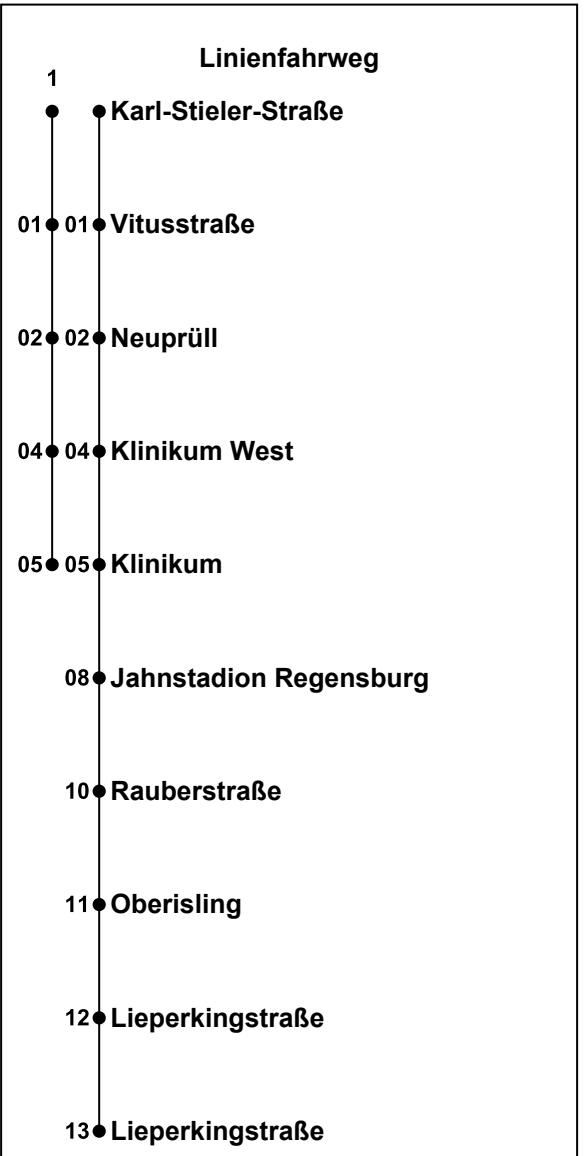 Linienfahrweg
1
Karl-Stieler-Straße
01 01 Vitusstraße
02 02 Neuprüll
04 04 Klinikum West
05 05 Klinikum
08 Jahnstadion Regensburg
10 Rauberstraße
11 Oberisling
12 Lieperkingstraße
13 Lieperkingstraße